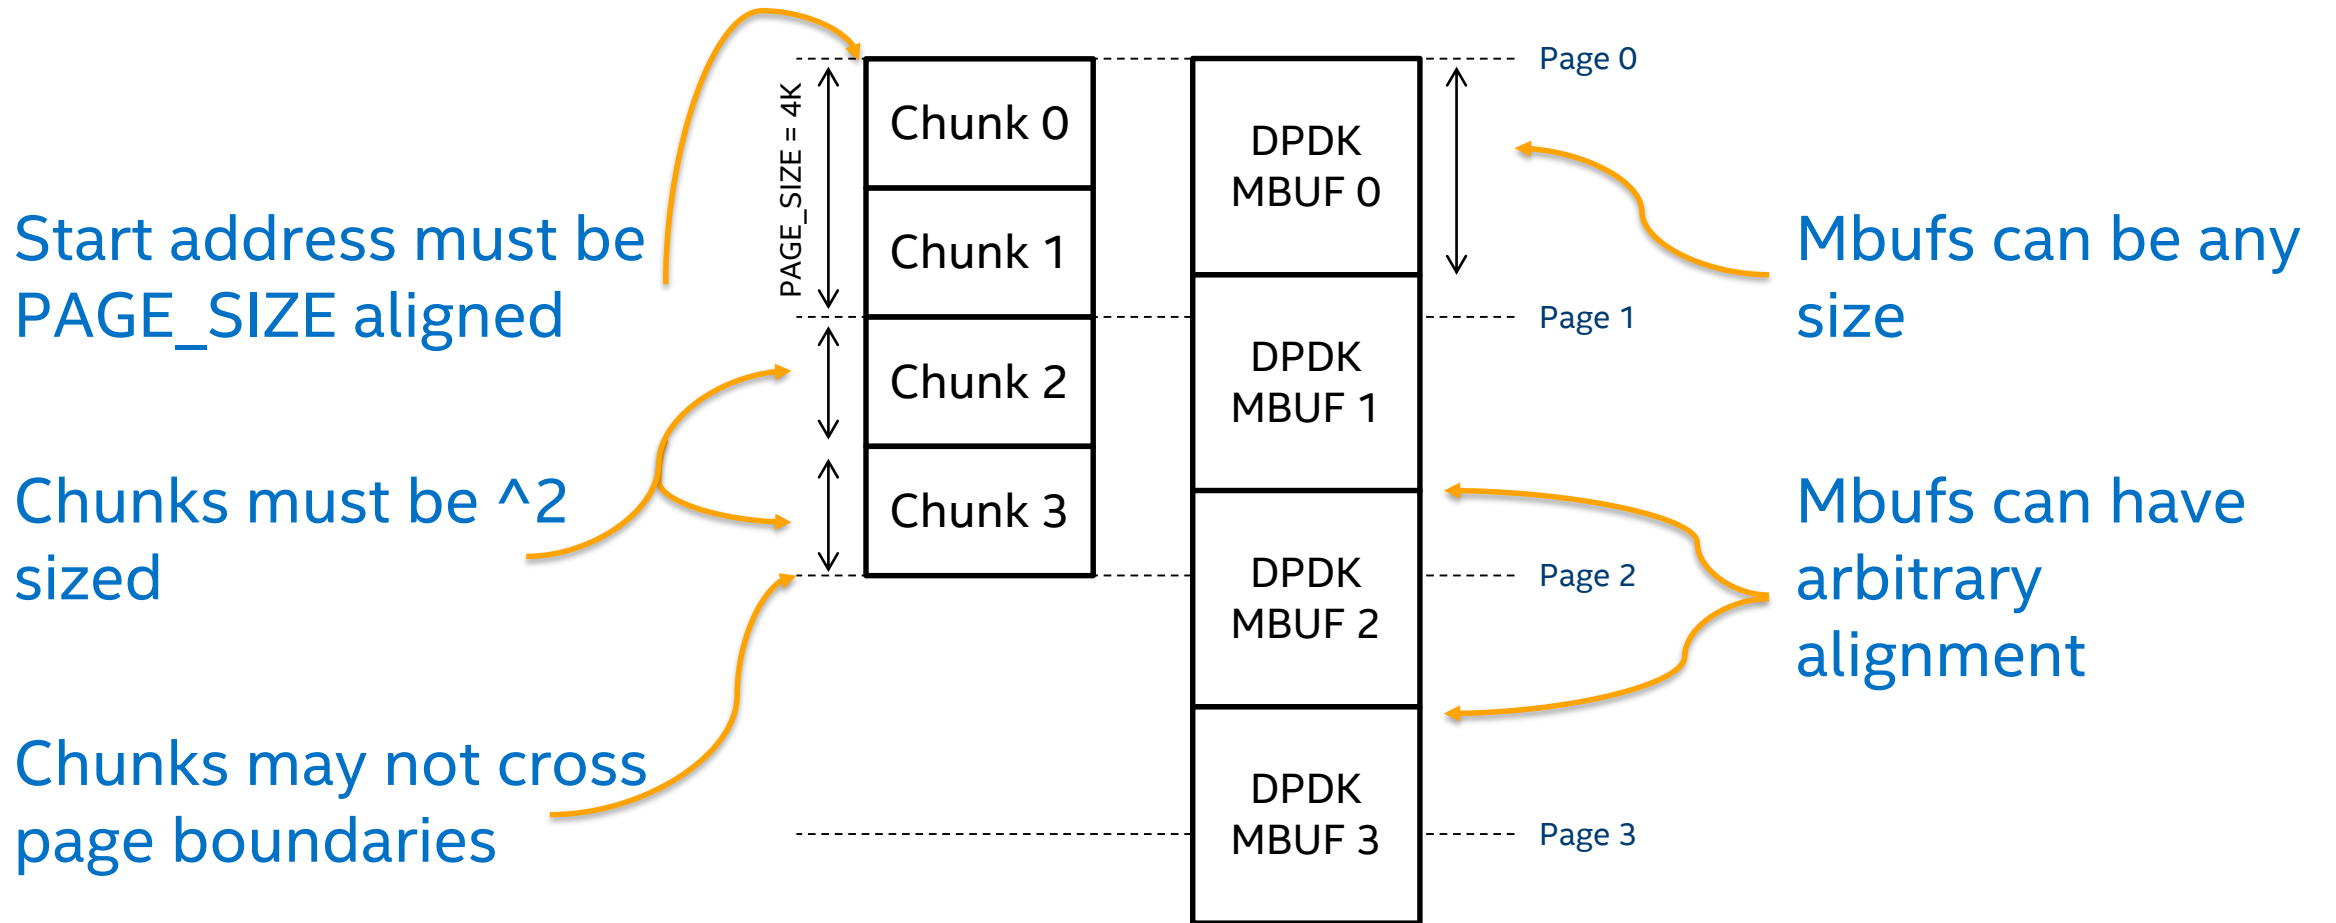 Start address must be
PAGE_SIZE aligned
Chunks must be ^2
sized
Chunks may not cross
page boundaries
PAGE_SIZE = 4K
Chunk 0
Chunk 1
Chunk 2
Chunk 3
DPDK
MBUF 0
DPDK
MBUF 1
DPDK
MBUF 2
DPDK
MBUF 3
Page 0
Page 1
Page 2
Page 3
Mbufs can be any
size
Mbufs can have
arbitrary
alignment